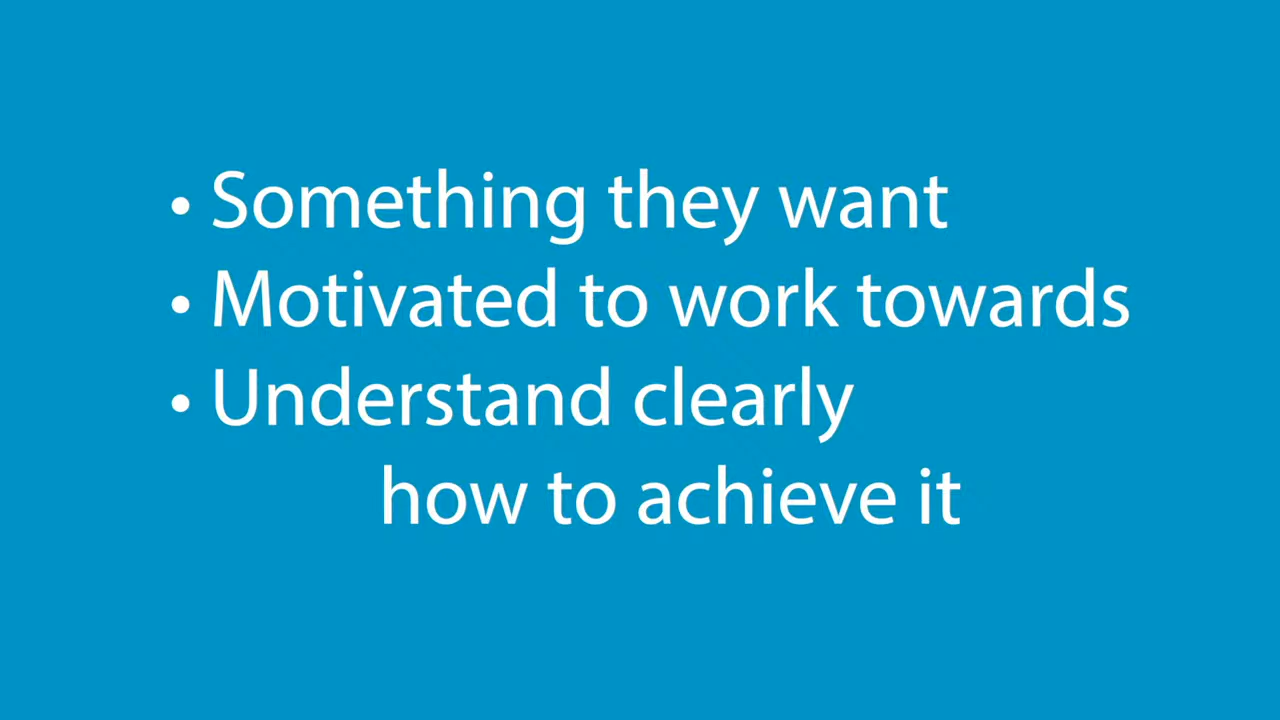 • Something they want
• Motivated to work towards
• Understand clearly
how to achieve it